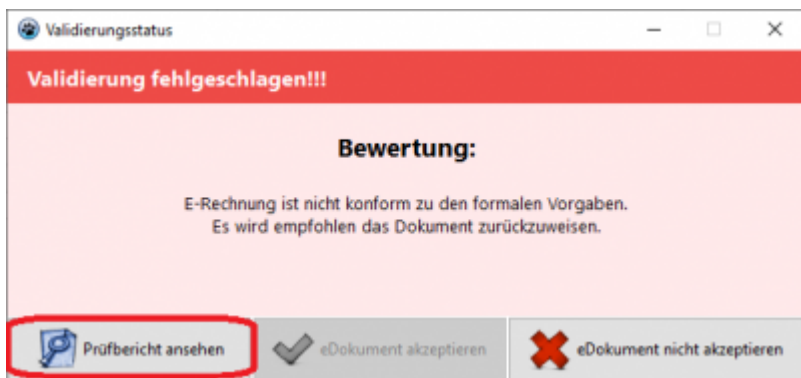 Validierungsstatus
Validierung fehlgeschlagen!!!
Bewertung:
E-Rechnung ist nicht konform zu den formalen Vorgaben.
Es wird empfohlen das Dokument zurückzuweisen.
Prüfbericht ansehen
eDokument akzeptieren
eDokument nicht akzeptieren